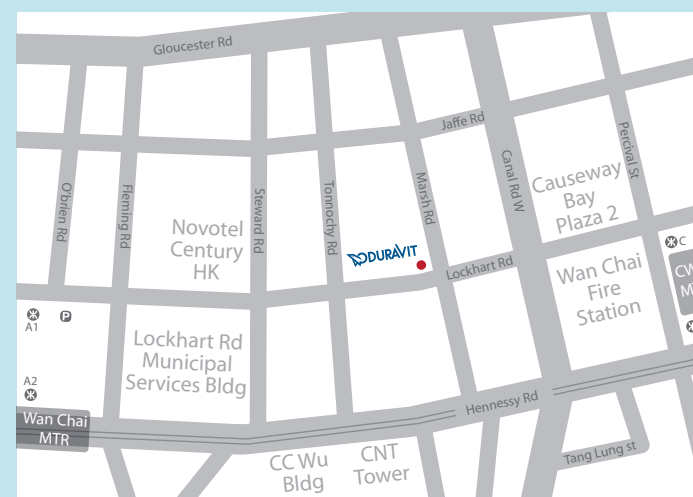 Gloucester Rd
Jaffe Rd
O'brien Rd
Fleming Rd
Steward Rd
Tonnochy Rd
Marsh Rd
Canal Rd W
Percival St
Causeway
Bay
Plaza 2
Novotel
Century
HK
DURAVIT
Lockhart Rd
C
Wan Chai
Fire
Station
CW
M
A1
P
Lockhart Rd
Municipal
Services Bldg
A2
Wan Chai
MTR
Hennessy Rd
CC Wu
Bldg
CNT
Tower
Tang Lung st